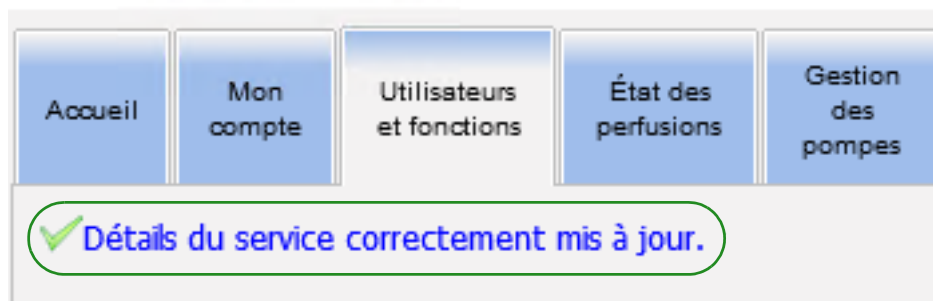 Accueil
Mon
compte
Utilisateurs
et fonctions
État des
perfusions
Gestion
des
pompes
Détails du service correctement mis à jour.